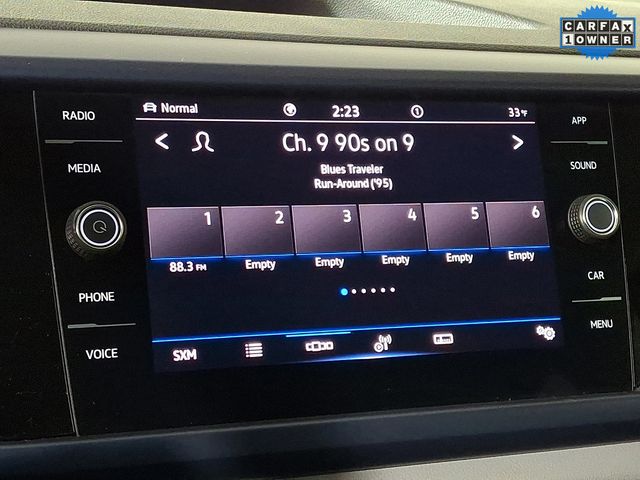 CARFAX
1 OWNER
RADIO
MEDIA
PHONE
VOICE
Normal
2:23
1
33°F
< Ch. 9 90s on 9 >
Blues Traveler
Run-Around ('95)
1 2 3 4 5 6
88.3 FM Empty Empty Empty Empty Empty
SXM
APP
SOUND
CAR
MENU